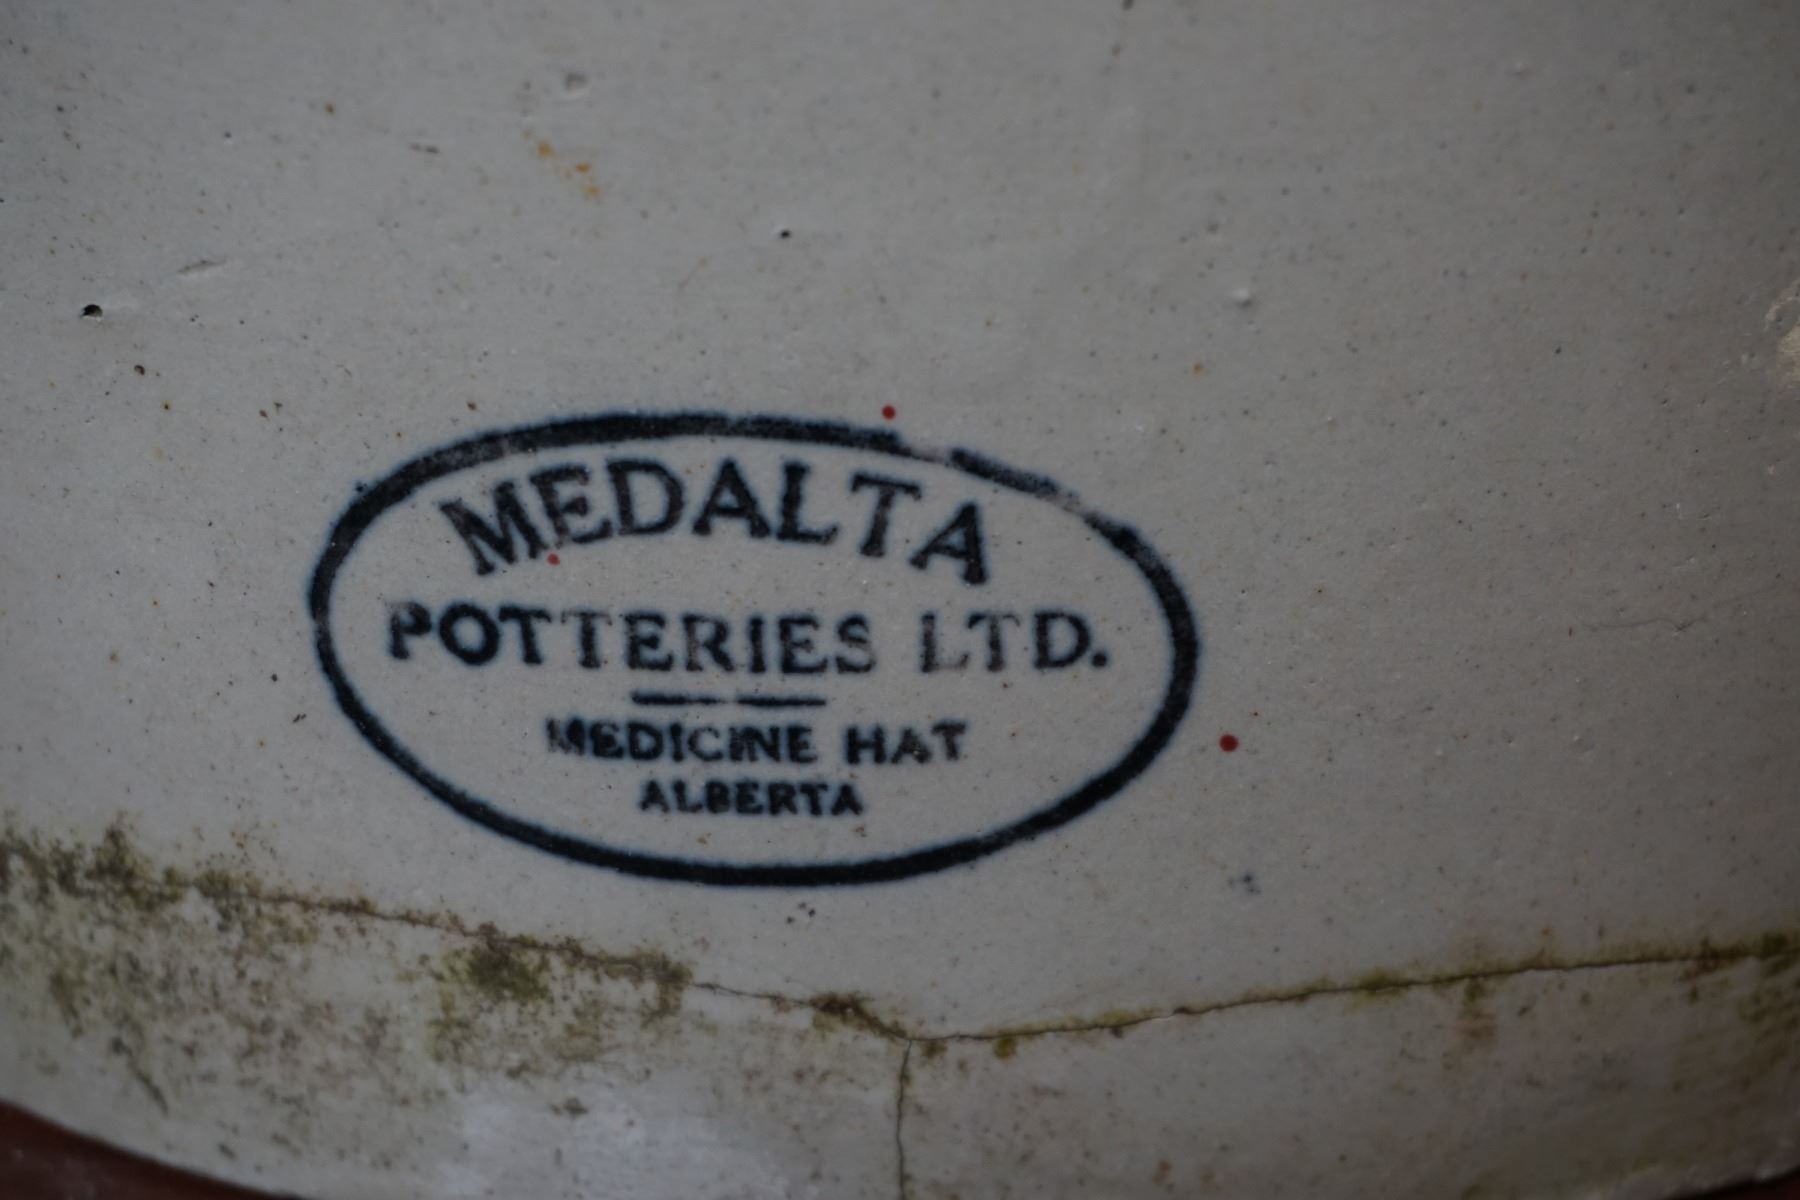 MEDALTA
POTTERIES LTD.
MEDICINE HAT
ALBERTA